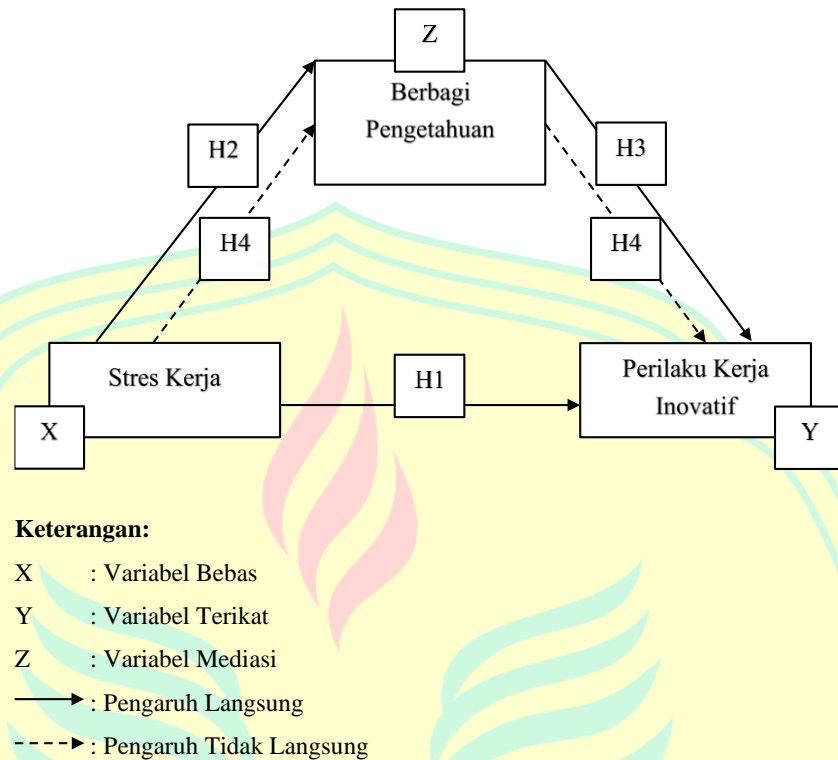 Z
Berbagi
Pengetahuan
H2
H3
H4
H4
Stres Kerja
H1
Perilaku Kerja
Inovatif
X
Y
Keterangan:
X : Variabel Bebas
Y : Variabel Terikat
Z : Variabel Mediasi
: Pengaruh Langsung
: Pengaruh Tidak Langsung